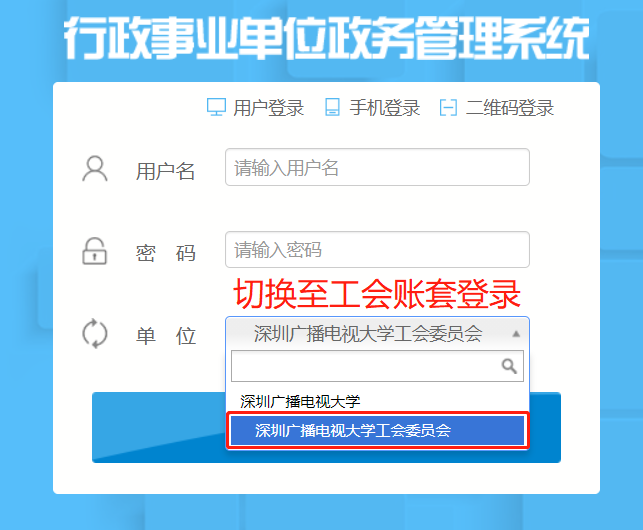 行政事业单位政务管理系统
用户登录 手机登录 二维码登录
用户名 请输入用户名
密 码 请输入密码
切换至工会账套登录
单 位 深圳广播电视大学工会委员会
深圳广播电视大学
深圳广播电视大学工会委员会